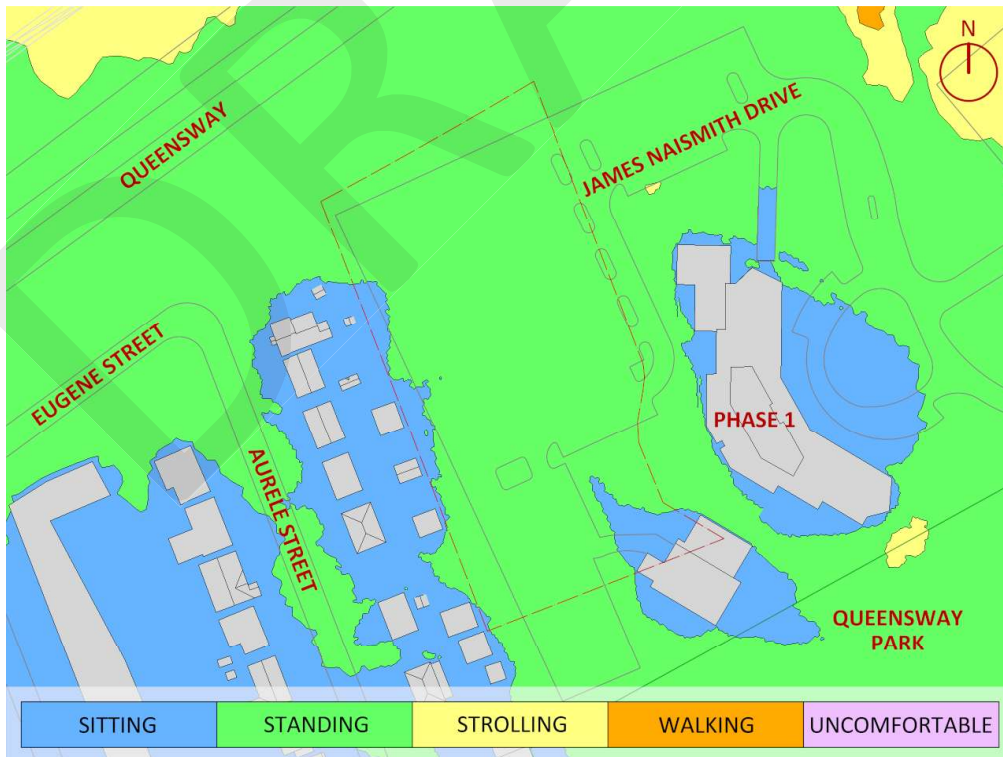 N
QUEENSWAY
JAMES NAISMITH DRIVE
EUGENE STREET
AURELE STREET
PHASE 1
QUEENSWAY
PARK
SITTING
STANDING
STROLLING
WALKING
UNCOMFORTABLE